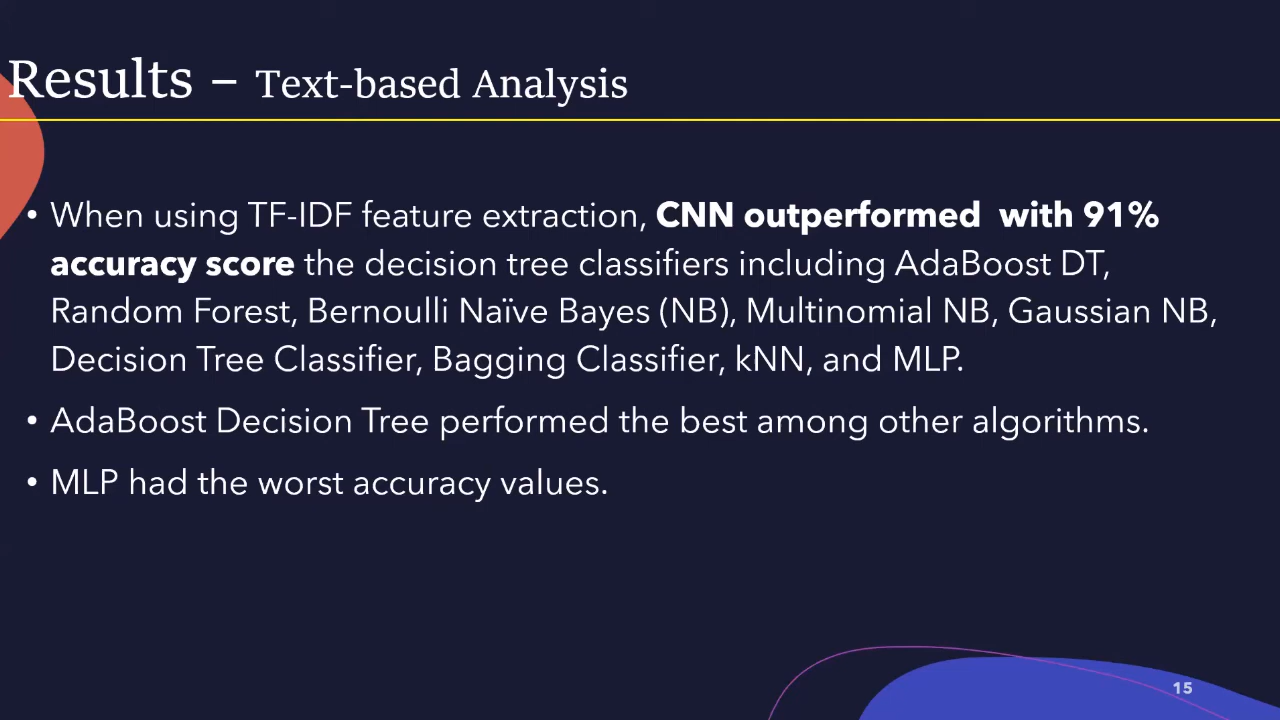 Results – Text-based Analysis
• When using TF-IDF feature extraction, CNN outperformed  with 91%
accuracy score the decision tree classifiers including AdaBoost DT,
Random Forest, Bernoulli Naïve Bayes (NB), Multinomial NB, Gaussian NB,
Decision Tree Classifier, Bagging Classifier, kNN, and MLP.
• AdaBoost Decision Tree performed the best among other algorithms.
• MLP had the worst accuracy values.
15